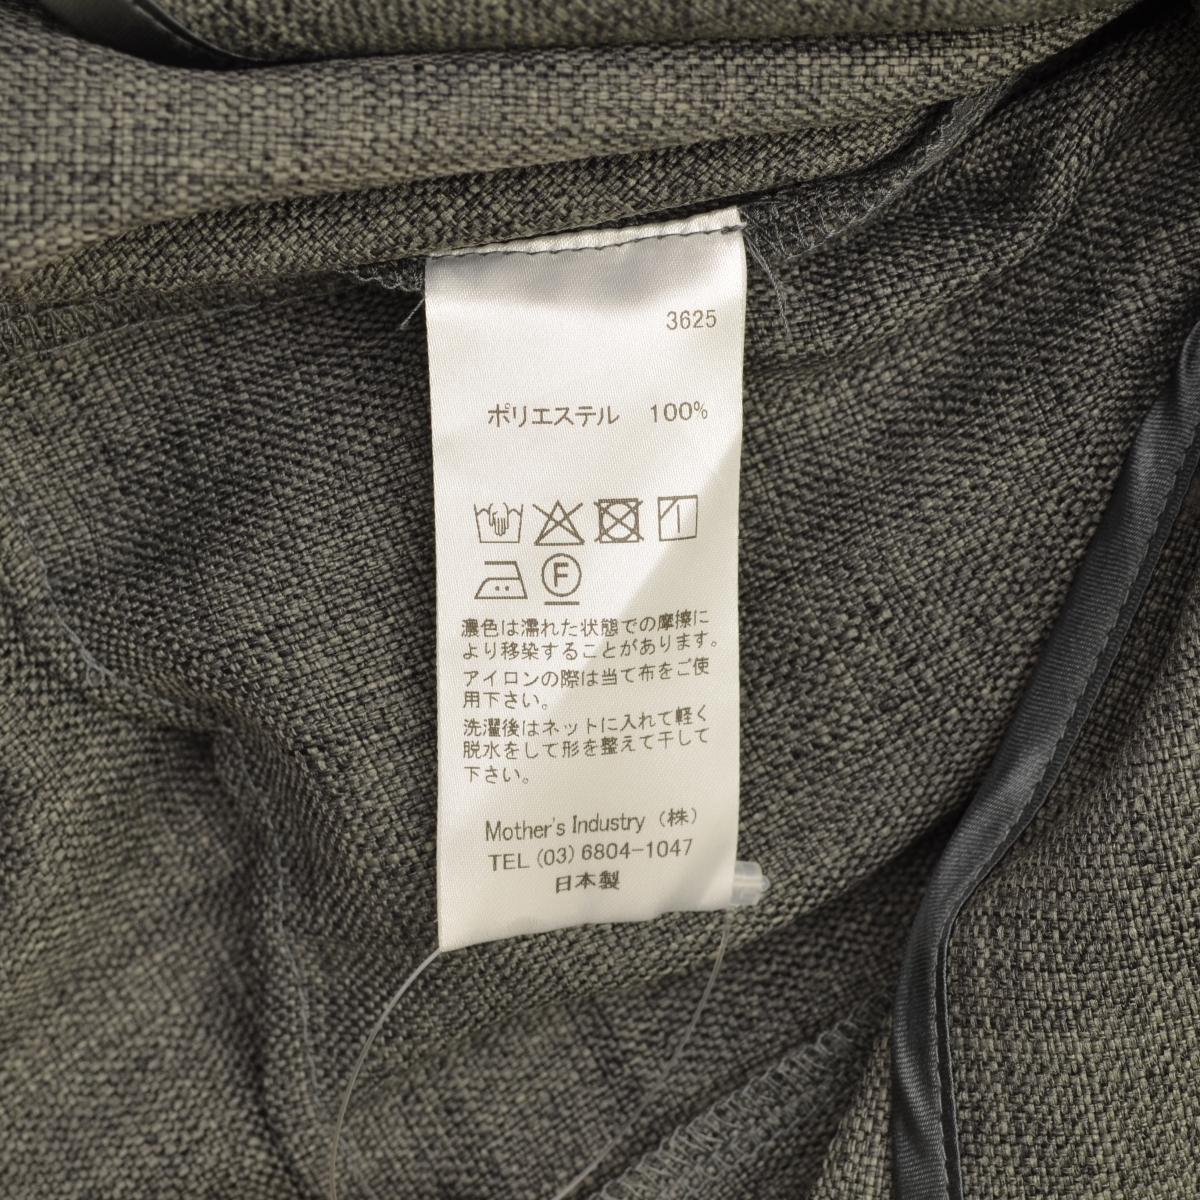 3625
ポリエステル 100%
F
濃色は濡れた状態での摩擦に
より移染することがあります。
アイロンの際は当て布をご使
用下さい。
洗濯後はネットに入れて軽く
脱水をして形を整えて干して
下さい。
Mother's Industry (株)
TEL (03) 6804-1047
日本製